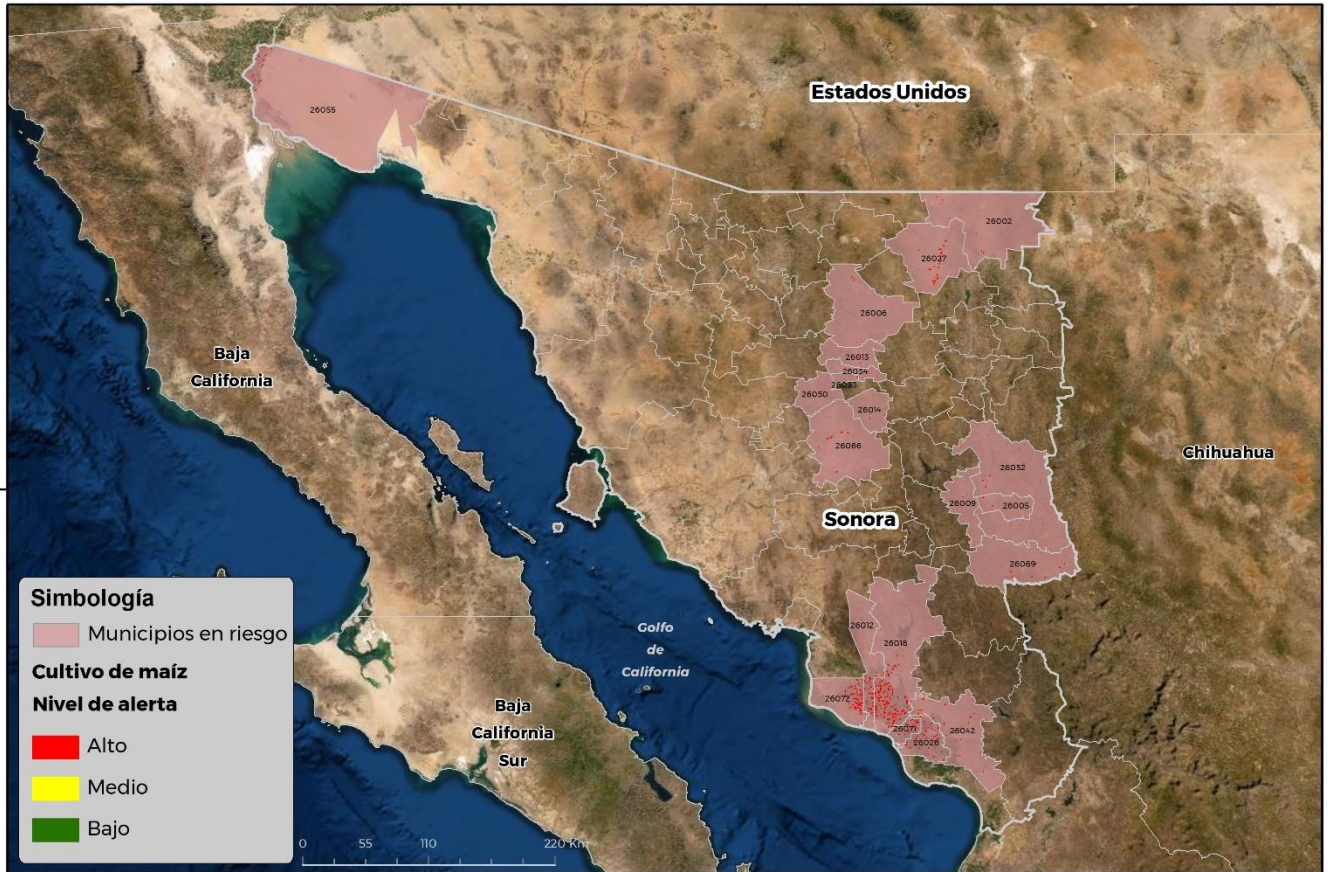 Estados Unidos
26055
26002
26027
26006
Baja
California
26013
26034
26050
26014
26066
Chihuahua
26052
26009
26005
Sonora
26069
Simbología
Municipios en riesgo
Cultivo de maíz
Nivel de alerta
Alto
Medio
Bajo
Golfo
de
California
26012
26018
26072
26071
26026
26042
Baja
California
Sur
0 55 110 220 Km